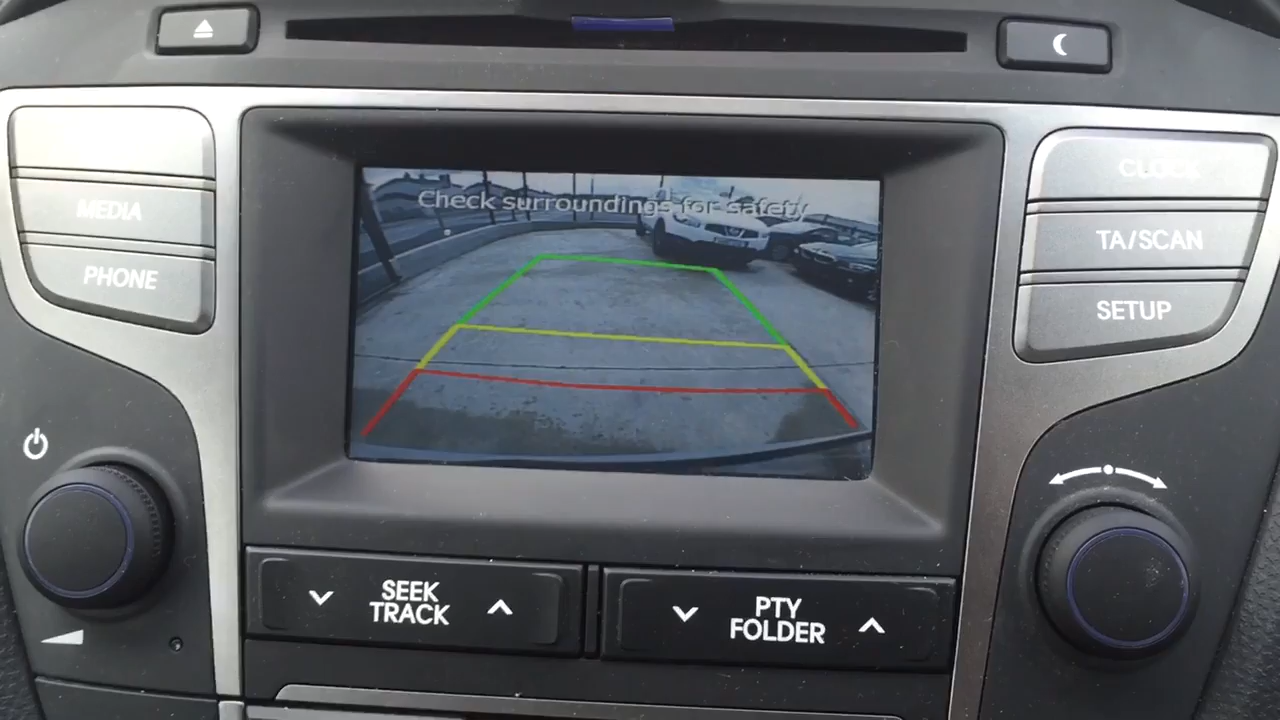 Check surroundings for safety
MEDIA
PHONE
CLOCK
TA/SCAN
SETUP
SEEK
TRACK
PTY
FOLDER